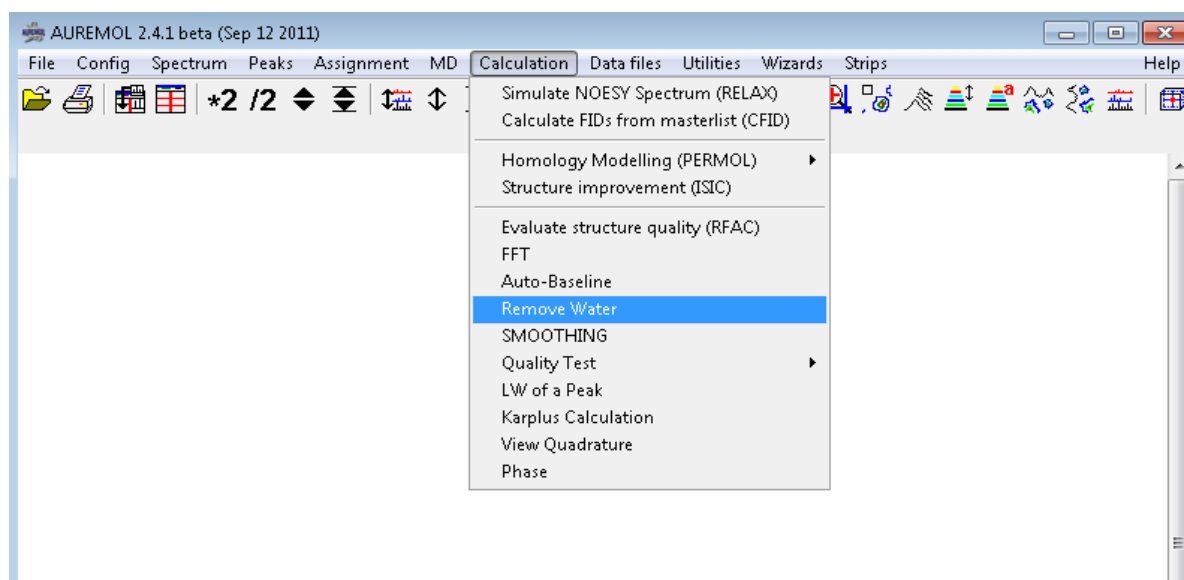 AUREMOL 2.4.1 beta (Sep 12 2011)
File Config Spectrum Peaks Assignment MD Calculation Data files Utilities Wizards Strips Help
*2 /2
Simulate NOESY Spectrum (RELAX)
Calculate FIDs from masterlist (CFID)
Homology Modelling (PERMOL)
Structure improvement (ISIC)
Evaluate structure quality (RFAC)
FFT
Auto-Baseline
Remove Water
SMOOTHING
Quality Test
LW of a Peak
Karplus Calculation
View Quadrature
Phase